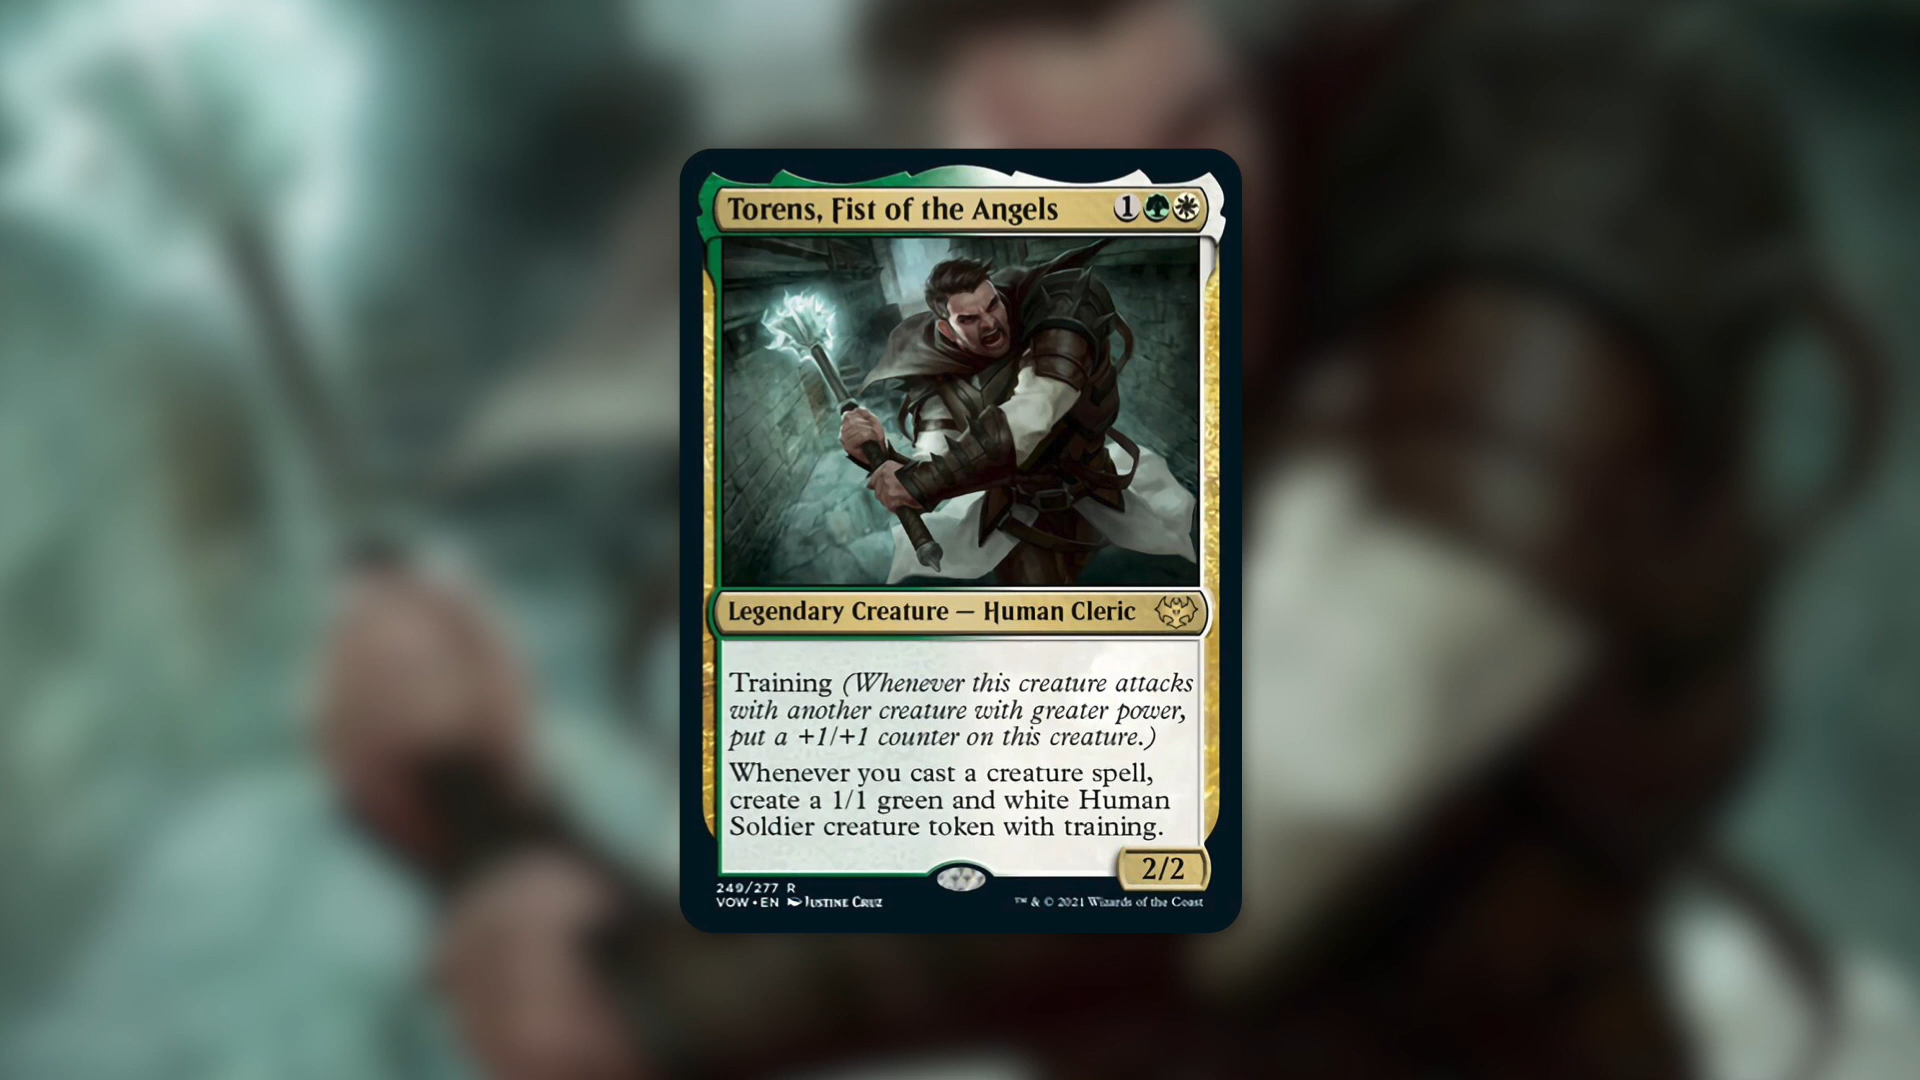 Torens, Fist of the Angels 1
Legendary Creature — Human Cleric
Training (Whenever this creature attacks
with another creature with greater power,
put a +1/+1 counter on this creature.)
Whenever you cast a creature spell,
create a 1/1 green and white Human
Soldier creature token with training.
2/2
249/277 R
VOW • EN Justine Cruz
™ & © 2021 Wizards of the Coast